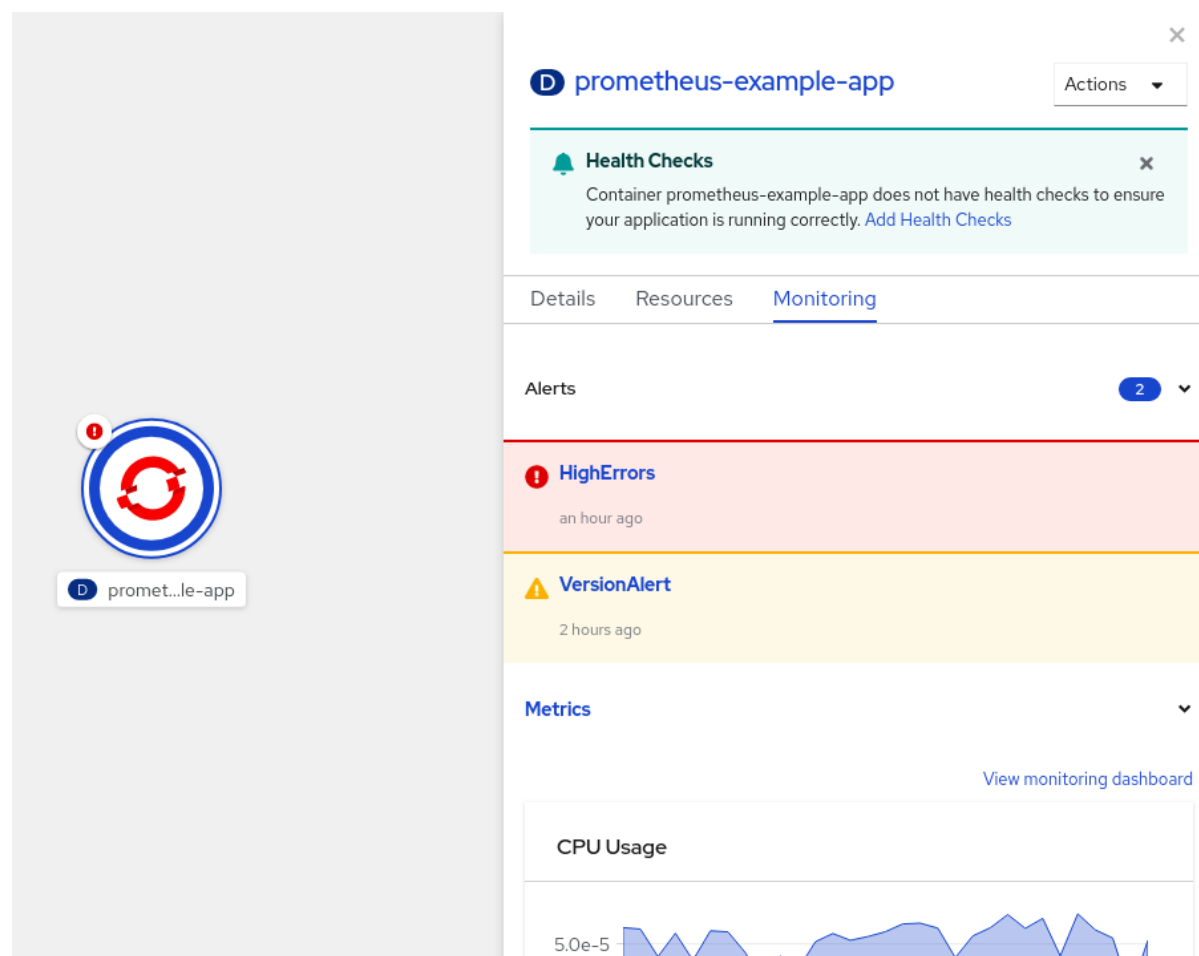 D prometheus-example-app
Actions
Health Checks
Container prometheus-example-app does not have health checks to ensure
your application is running correctly. Add Health Checks
Details Resources Monitoring
Alerts
2
HighErrors
an hour ago
VersionAlert
2 hours ago
D promet...le-app
Metrics
View monitoring dashboard
CPU Usage
5.0e-5